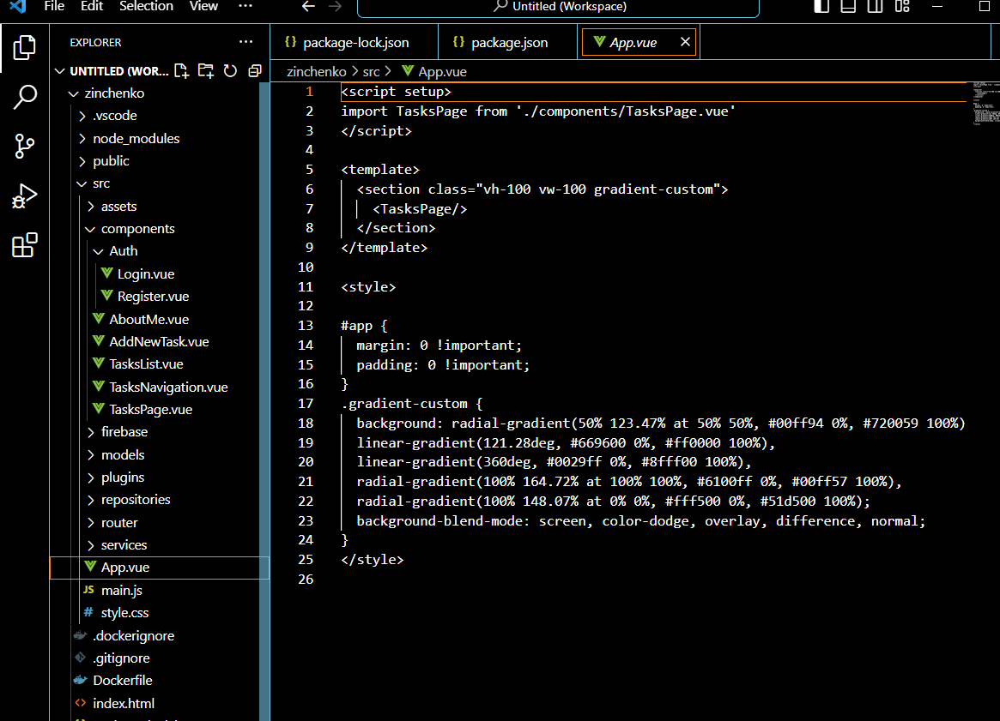 File Edit Selection View ··· Untitled (Workspace)
EXPLORER ···
UNTITLED (WOR...
zinchenko
.vscode
node_modules
public
src
assets
components
Auth
Login.vue
Register.vue
AboutMe.vue
AddNewTask.vue
TasksList.vue
TasksNavigation.vue
TasksPage.vue
firebase
models
plugins
repositories
router
services
App.vue
JS main.js
# style.css
.dockerignore
.gitignore
Dockerfile
<> index.html
{} package-lock.json {} package.json App.vue
zinchenko > src > App.vue
1 <script setup>
2 import TasksPage from './components/TasksPage.vue'
3 </script>
4
5 <template>
6 <section class="vh-100 vw-100 gradient-custom">
7 <TasksPage/>
8 </section>
9 </template>
10
11 <style>
12
13 #app {
14 margin: 0 !important;
15 padding: 0 !important;
16 }
17 .gradient-custom {
18 background: radial-gradient(50% 123.47% at 50% 50%, #00ff94 0%, #720059 100%)
19 linear-gradient(121.28deg, #669600 0%, #ff0000 100%),
20 linear-gradient(360deg, #0029ff 0%, #8fff00 100%),
21 radial-gradient(100% 164.72% at 100% 100%, #6100ff 0%, #00ff57 100%),
22 radial-gradient(100% 148.07% at 0% 0%, #fff500 0%, #51d500 100%);
23 background-blend-mode: screen, color-dodge, overlay, difference, normal;
24 }
25 </style>
26